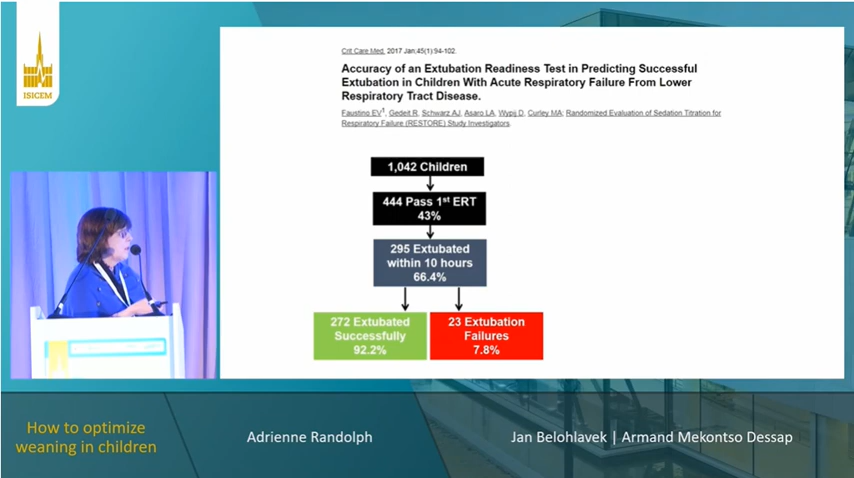 ISICEM
Crit Care Med. 2017 Jan;45(1):94-102.
Accuracy of an Extubation Readiness Test in Predicting Successful
Extubation in Children With Acute Respiratory Failure From Lower
Respiratory Tract Disease.
Faustino EV1, Gedeit R, Schwarz AJ, Asaro LA, Wypij D, Curley MA; Randomized Evaluation of Sedation Titration for
Respiratory Failure (RESTORE) Study Investigators.
1,042 Children
444 Pass 1st ERT
43%
295 Extubated
within 10 hours
66.4%
272 Extubated
Successfully
92.2%
23 Extubation
Failures
7.8%
How to optimize
weaning in children
Adrienne Randolph
Jan Belohlavek | Armand Mekontso Dessap